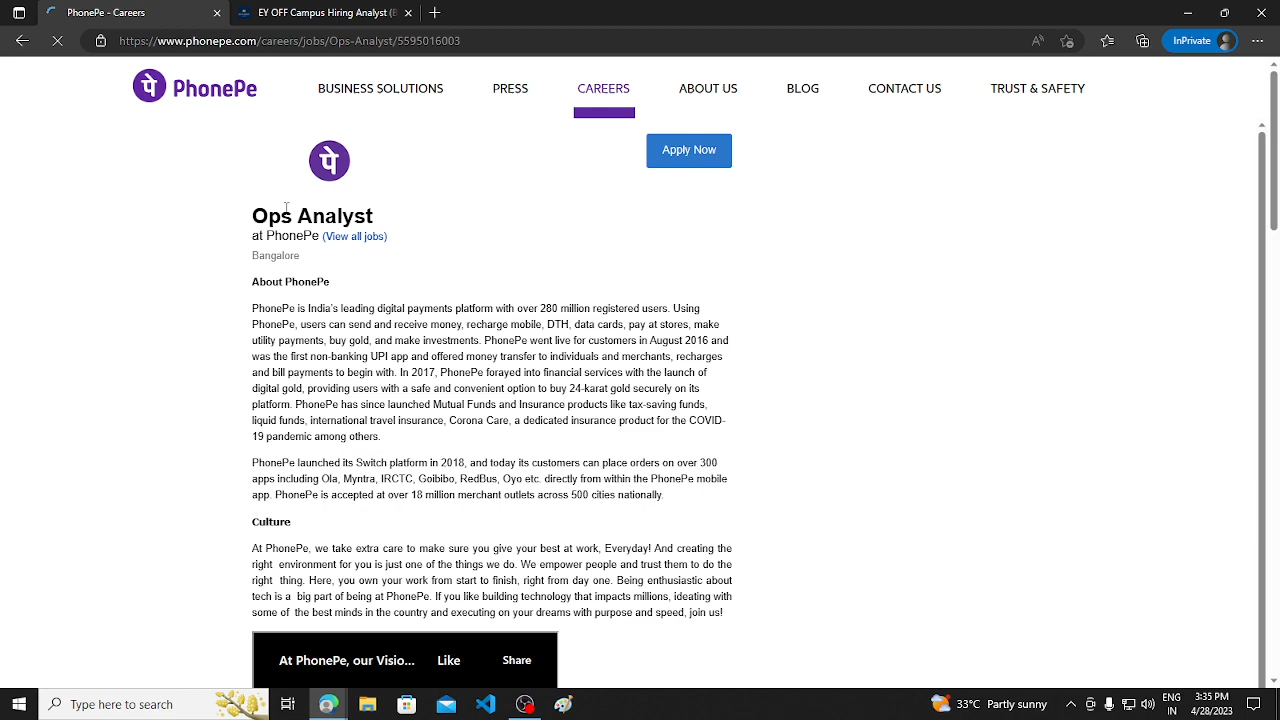 PhonePe - Careers
EY OFF Campus Hiring Analyst (B
https://www.phonepe.com/careers/jobs/Ops-Analyst/5595016003
InPrivate
पे PhonePe
BUSINESS SOLUTIONS
PRESS
CAREERS
ABOUT US
BLOG
CONTACT US
TRUST & SAFETY
पे
Apply Now
Ops Analyst
at PhonePe (View all jobs)
Bangalore
About PhonePe
PhonePe is India's leading digital payments platform with over 280 million registered users. Using
PhonePe, users can send and receive money, recharge mobile, DTH, data cards, pay at stores, make
utility payments, buy gold, and make investments. PhonePe went live for customers in August 2016 and
was the first non-banking UPI app and offered money transfer to individuals and merchants, recharges
and bill payments to begin with. In 2017, PhonePe forayed into financial services with the launch of
digital gold, providing users with a safe and convenient option to buy 24-karat gold securely on its
platform. PhonePe has since launched Mutual Funds and Insurance products like tax-saving funds,
liquid funds, international travel insurance, Corona Care, a dedicated insurance product for the COVID-
19 pandemic among others.
PhonePe launched its Switch platform in 2018, and today its customers can place orders on over 300
apps including Ola, Myntra, IRCTC, Goibibo, RedBus, Oyo etc. directly from within the PhonePe mobile
app. PhonePe is accepted at over 18 million merchant outlets across 500 cities nationally.
Culture
At PhonePe, we take extra care to make sure you give your best at work, Everyday! And creating the
right environment for you is just one of the things we do. We empower people and trust them to do the
right thing. Here, you own your work from start to finish, right from day one. Being enthusiastic about
tech is a big part of being at PhonePe. If you like building technology that impacts millions, ideating with
some of the best minds in the country and executing on your dreams with purpose and speed, join us!
At PhonePe, our Visio...
Like
Share
Type here to search
33°C Partly sunny
ENG
IN
3:35 PM
4/28/2023